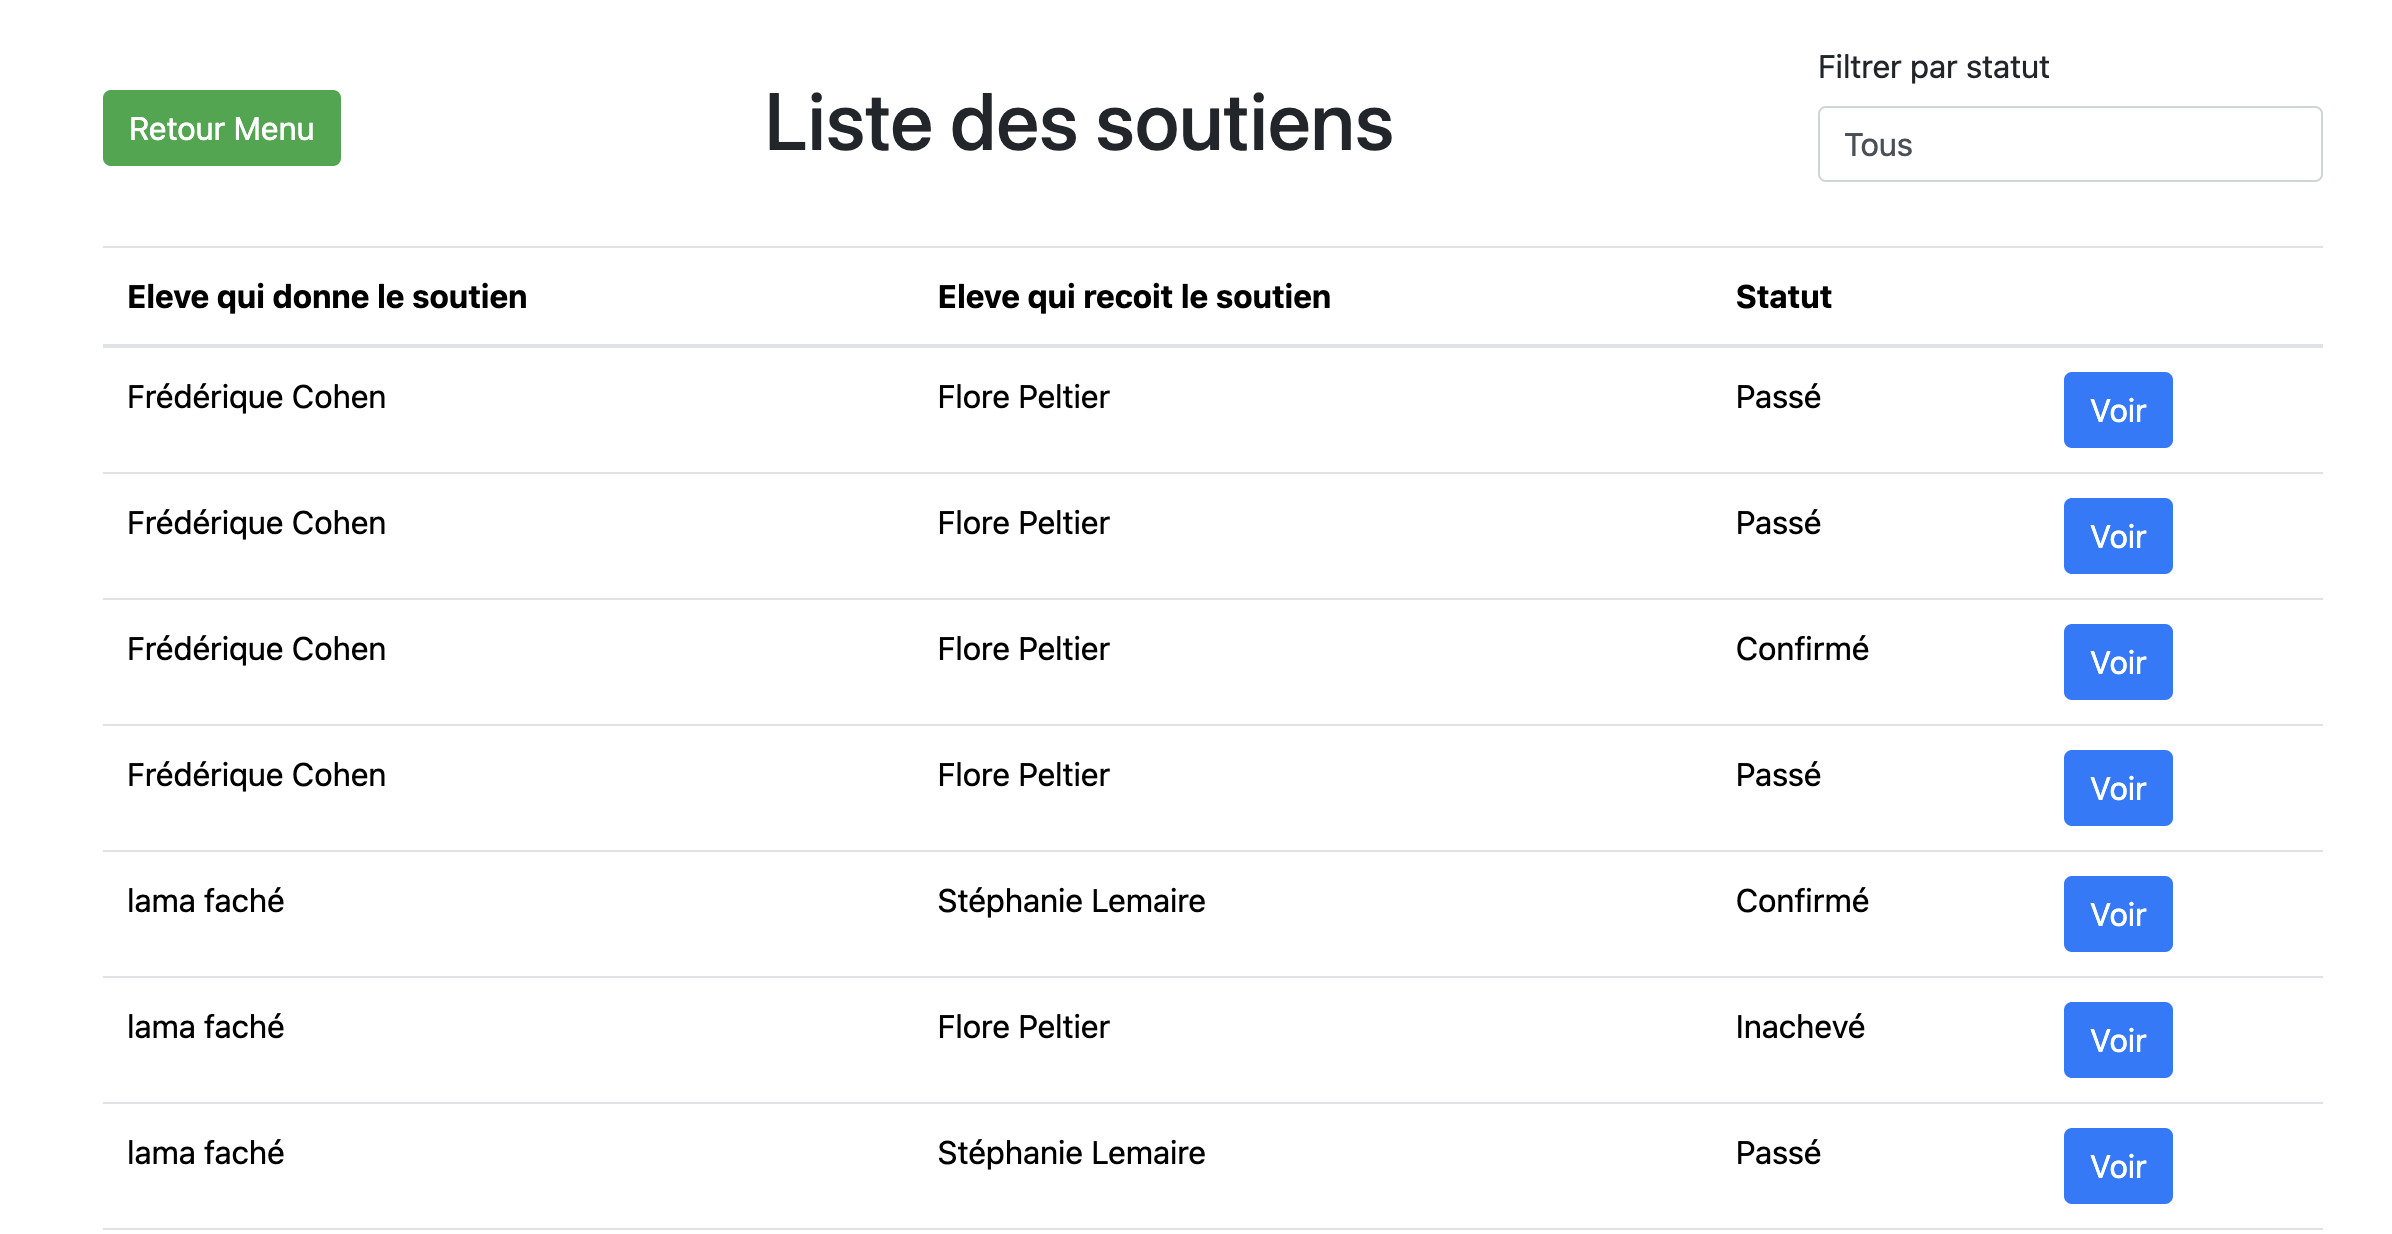 Filtrer par statut
Retour Menu
Liste des soutiens
Tous
Eleve qui donne le soutien Eleve qui recoit le soutien Statut
Frédérique Cohen Flore Peltier Passé Voir
Frédérique Cohen Flore Peltier Passé Voir
Frédérique Cohen Flore Peltier Confirmé Voir
Frédérique Cohen Flore Peltier Passé Voir
lama faché Stéphanie Lemaire Confirmé Voir
lama faché Flore Peltier Inachevé Voir
lama faché Stéphanie Lemaire Passé Voir